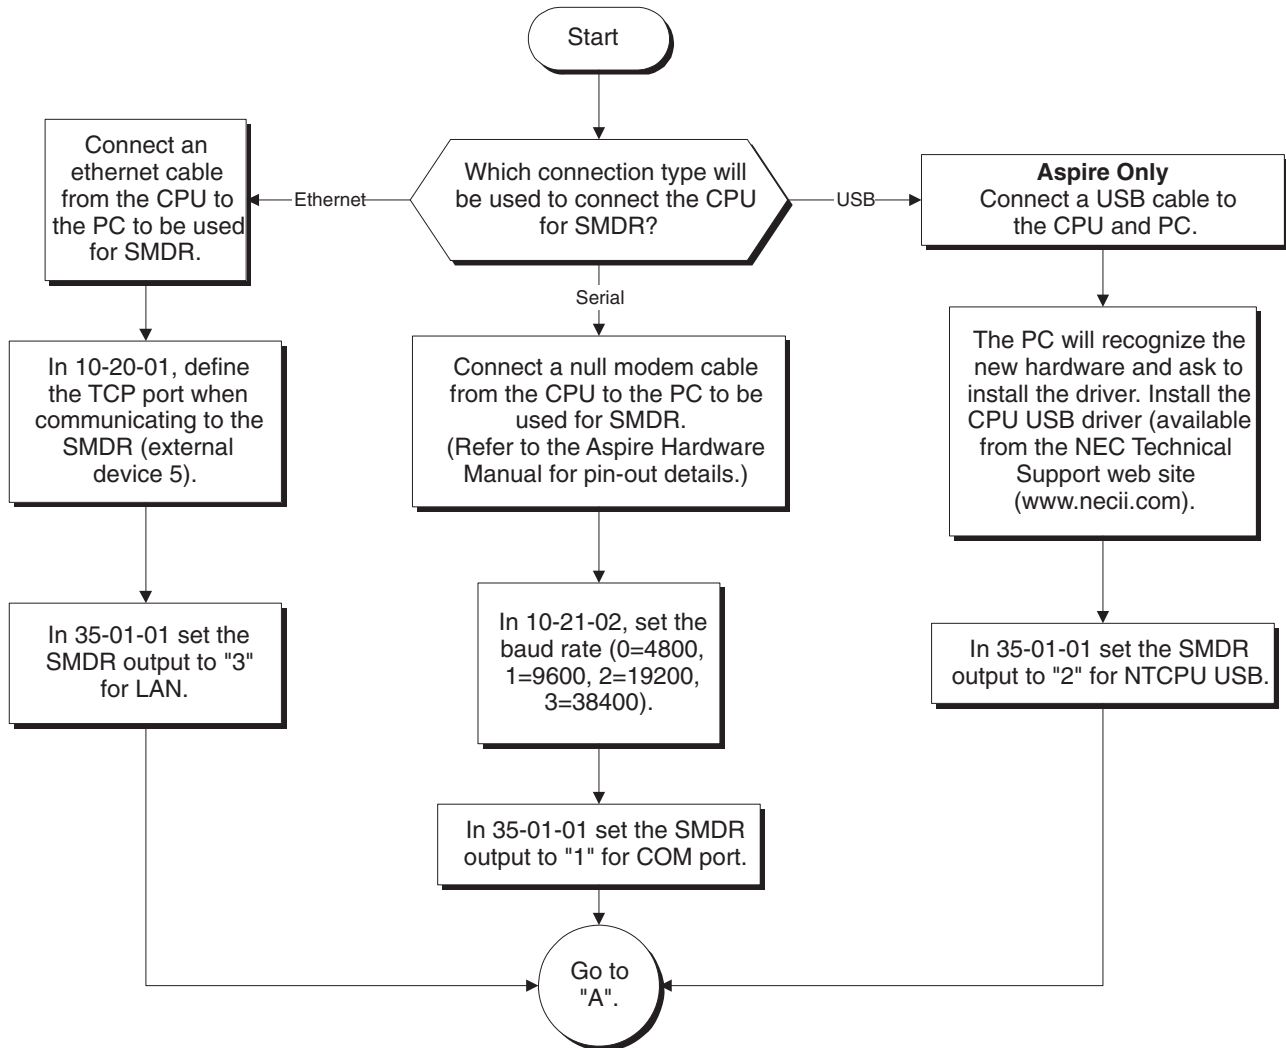 Start
Which connection type will
be used to connect the CPU
for SMDR?
Ethernet
Connect an
ethernet cable
from the CPU to
the PC to be used
for SMDR.
In 10-20-01, define
the TCP port when
communicating to the
SMDR (external
device 5).
In 35-01-01 set the
SMDR output to "3"
for LAN.
Serial
Connect a null modem cable
from the CPU to the PC to be
used for SMDR.
(Refer to the Aspire Hardware
Manual for pin-out details.)
In 10-21-02, set the
baud rate (0=4800,
1=9600, 2=19200,
3=38400).
In 35-01-01 set the SMDR
output to "1" for COM port.
USB
Aspire Only
Connect a USB cable to
the CPU and PC.
The PC will recognize the
new hardware and ask to
install the driver. Install the
CPU USB driver (available
from the NEC Technical
Support web site
(www.necii.com).
In 35-01-01 set the SMDR
output to "2" for NTCPU USB.
Go to
"A".